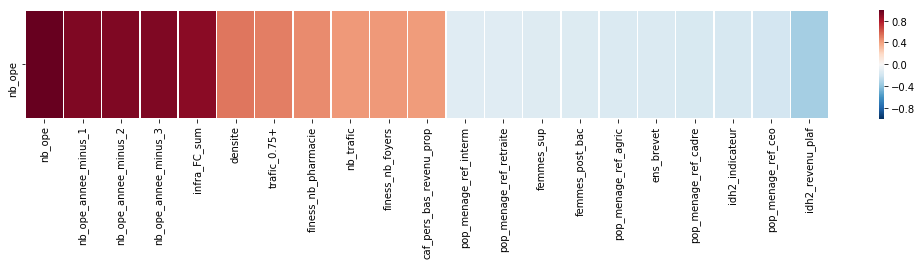 nb_ope
nb_ope
nb_ope_annee_minus_1
nb_ope_annee_minus_2
nb_ope_annee_minus_3
infra_FC_sum
densite
trafic_0.75+
finess_nb_pharmacie
nb_trafic
finess_nb_foyers
caf_pers_bas_revenu_prop
pop_menage_ref_interm
pop_menage_ref_retraite
femmes_sup
femmes_post_bac
pop_menage_ref_agric
ens_brevet
pop_menage_ref_cadre
idh2_indicateur
pop_menage_ref_ceo
idh2_revenu_plaf
0.8
0.4
0.0
−0.4
−0.8